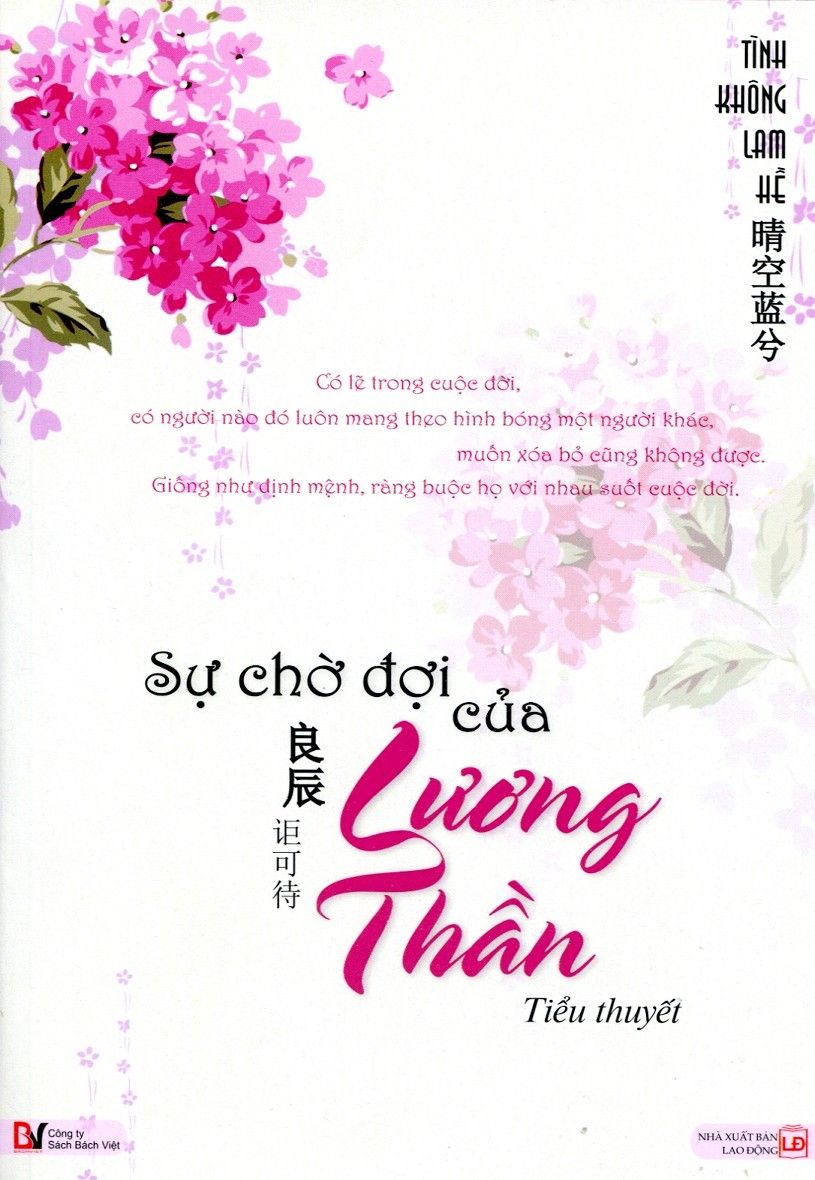 TÌNH
KHÔNG
LAM
HỀ
晴空蓝兮
Có lẽ trong cuộc đời,
có người nào đó luôn mang theo hình bóng một người khác,
muốn xóa bỏ cũng không được.
Giống như định mệnh, ràng buộc họ với nhau suốt cuộc đời.
Sự chờ đợi
của
良辰
讵可待
Lương
Thần
Tiểu thuyết
BV
BACHVIET
Công ty
Sách Bách Việt
NHÀ XUẤT BẢN
LAO ĐỘNG
LĐ